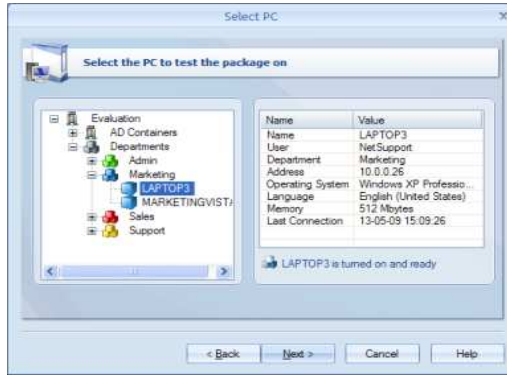 Select PC
Select the PC to test the package on
Evaluation
AD Containers
Departments
Admin
Marketing
LAPTOP3
MARKETINGVISTA
Sales
Support
Name Value
Name LAPTOP3
User NetSupport
Department Marketing
Address 10.0.0.26
Operating System Windows XP Professio...
Language English (United States)
Memory 512 Mbytes
Last Connection 13-05-09 15:09:26
LAPTOP3 is turned on and ready
< Back Next > Cancel Help